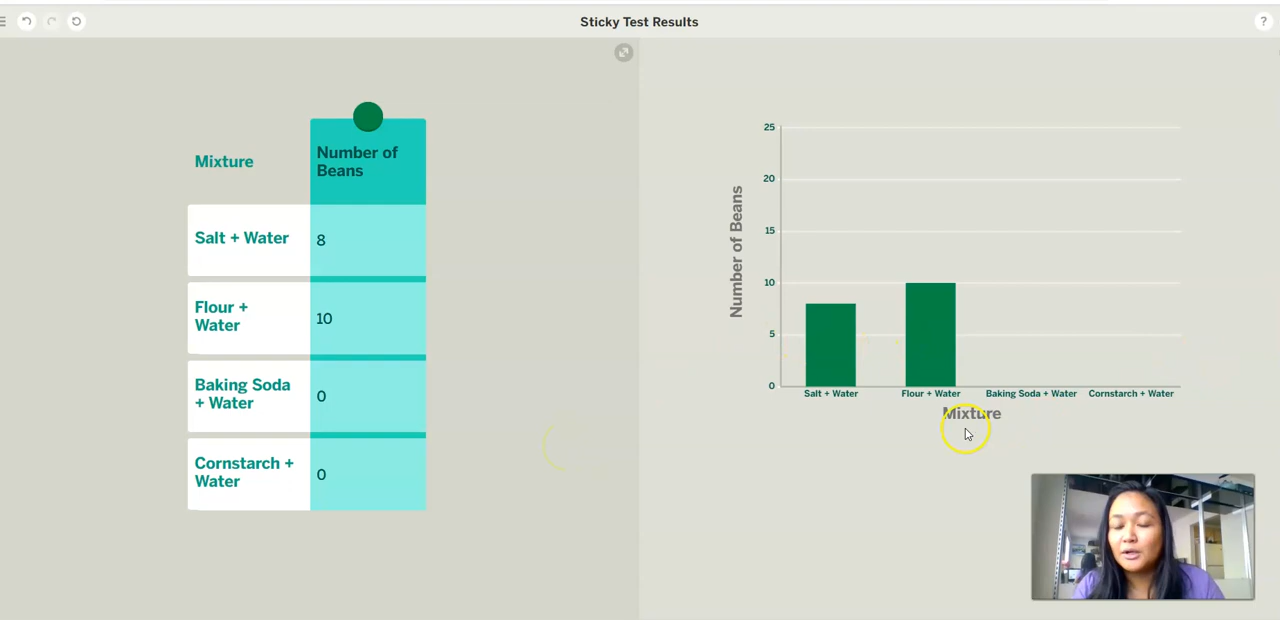 Sticky Test Results
?
Mixture
Number of
Beans
Salt + Water
8
Flour +
Water
10
Baking Soda
+ Water
0
Cornstarch +
Water
0
Number of Beans
25
20
15
10
5
0
Salt + Water
Flour + Water
Baking Soda + Water
Cornstarch + Water
Mixture